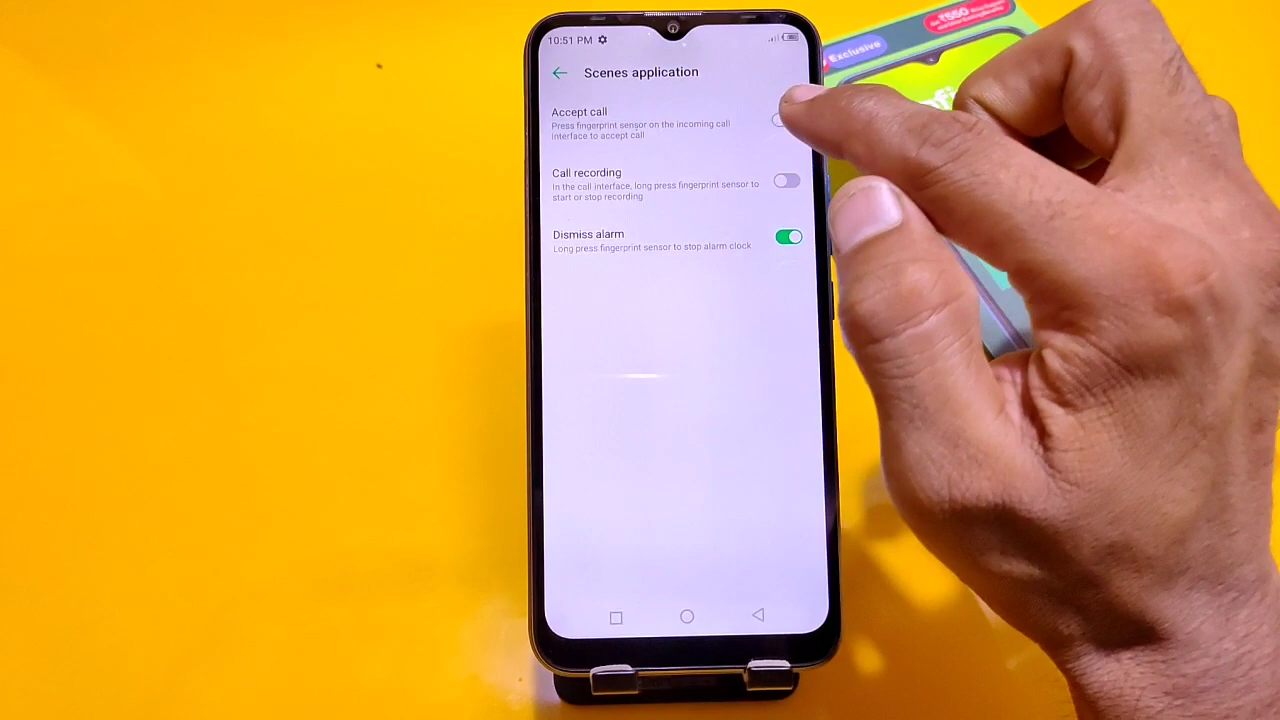 10:51 PM
Scenes application
Accept call
Press fingerprint sensor on the incoming call
interface to accept call
Call recording
In the call interface, long press fingerprint sensor to
start or stop recording
Dismiss alarm
Long press fingerprint sensor to stop alarm clock
Exclusive
₹550